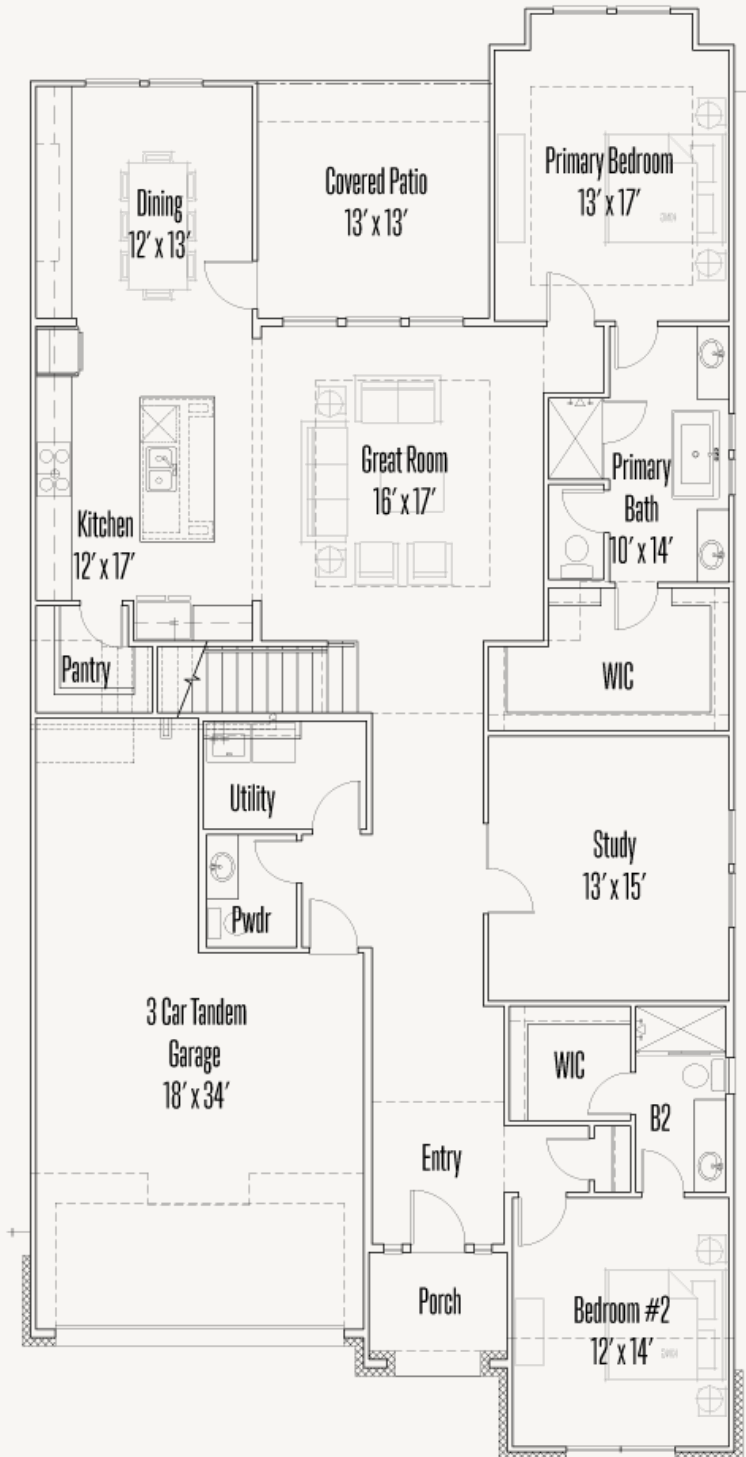 Primary Bedroom
13' x 17'
Covered Patio
13' x 13'
Dining
12' x 13'
Great Room
16' x 17'
Primary
Bath
10' x 14'
Kitchen
12' x 17'
Pantry
WIC
Utility
Study
13' x 15'
Pwdr
3 Car Tandem
Garage
18' x 34'
WIC
B2
Entry
Porch
Bedroom #2
12' x 14'